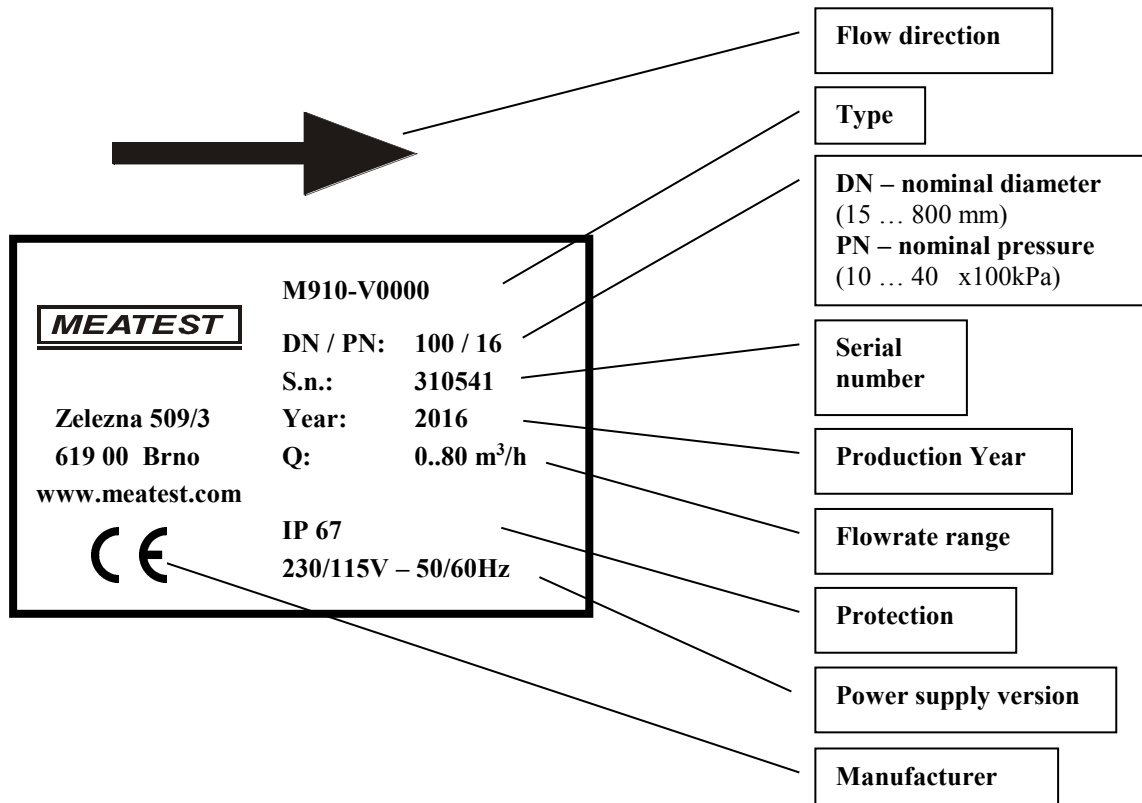 Flow direction
Type
DN – nominal diameter
(15 … 800 mm)
PN – nominal pressure
(10 … 40 x100kPa)
Serial
number
Production Year
Flowrate range
Protection
Power supply version
Manufacturer
MEATEST
Zelezna 509/3
619 00 Brno
www.meatest.com
CE
M910-V0000
DN / PN: 100 / 16
S.n.: 310541
Year: 2016
Q: 0..80 m³/h
IP 67
230/115V – 50/60Hz